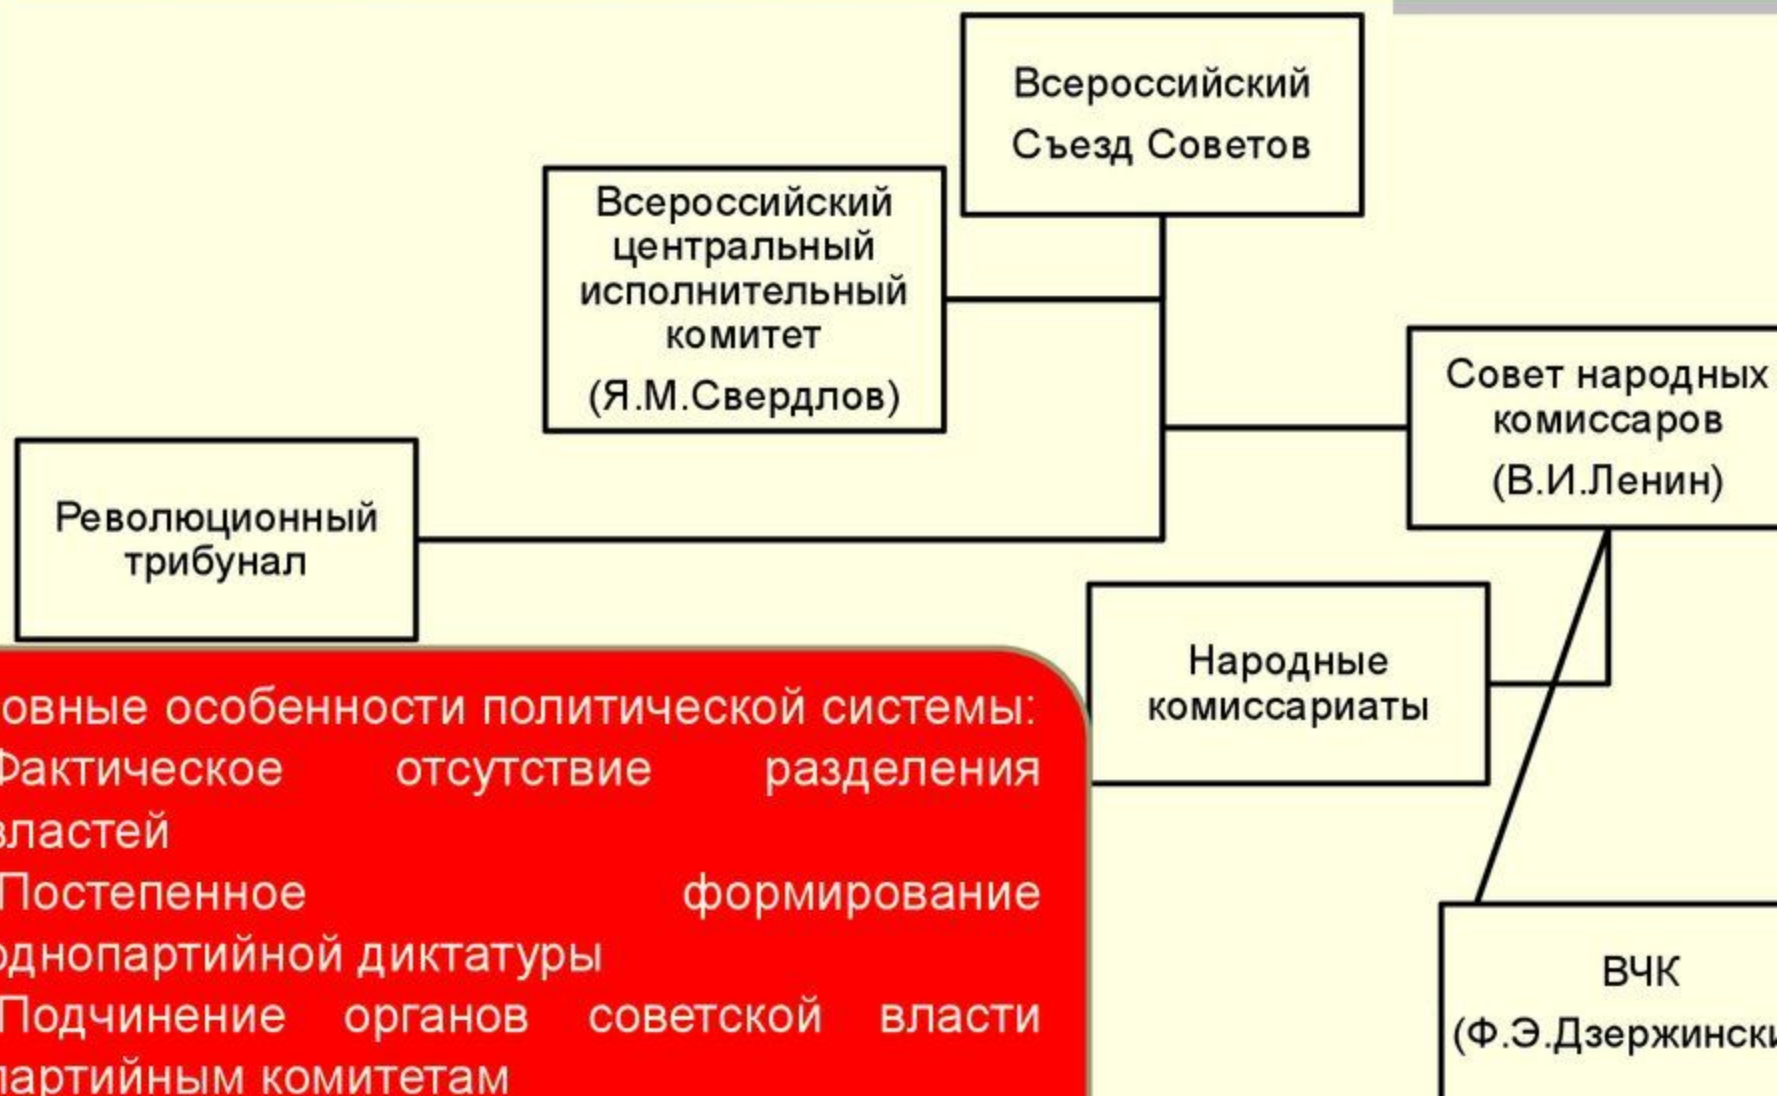 Всероссийский
Съезд Советов
Всероссийский
центральный
исполнительный
комитет
(Я.М.Свердлов)
Совет народных
комиссаров
(В.И.Ленин)
Революционный
трибунал
Народные
комиссариаты
ВЧК
(Ф.Э.Дзержински
овные особенности политической системы:
Фактическое отсутствие разделения
властей
Постепенное формирование
однопартийной диктатуры
Подчинение органов советской власти
партийным комитетам